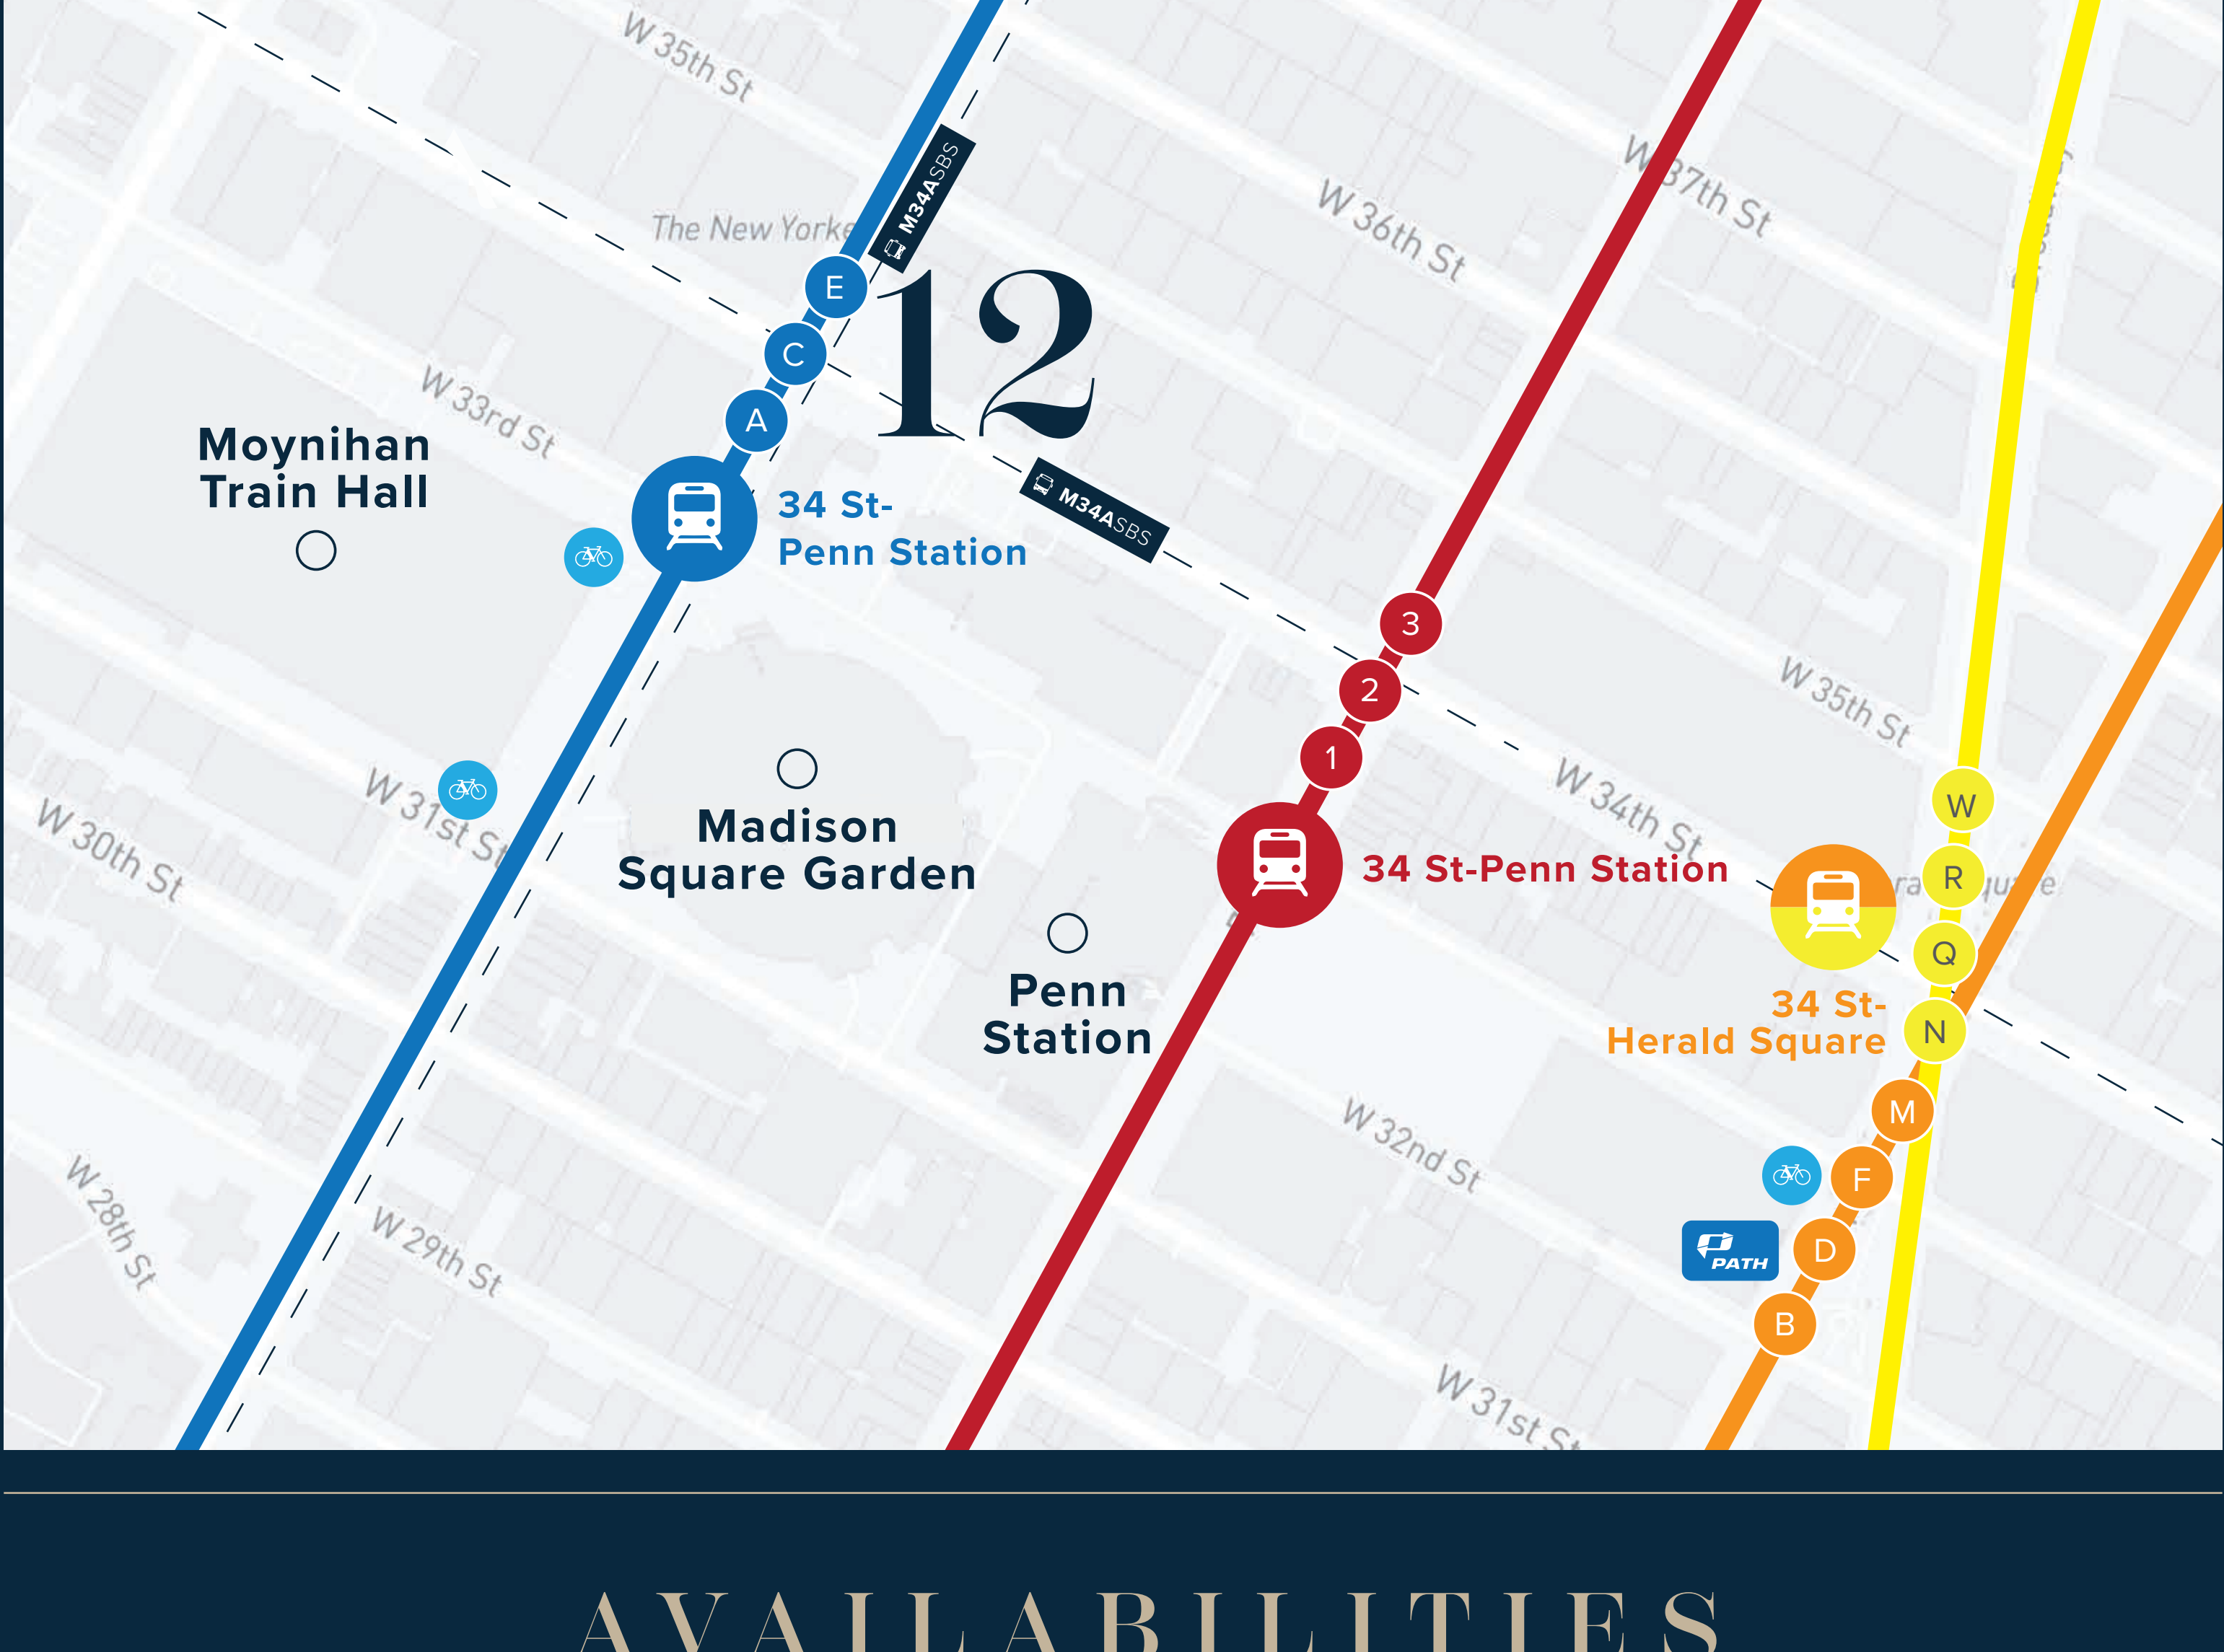 W 35th St
W 37th St
M34ASBS
W 36th St
The New Yorke
E
12
C
W 33rd St
A
Moynihan
Train Hall
34 St-
Penn Station
M34ASBS
3
W 35th St
2
1
W 34th St
W
W 31st St
W 30th St
Madison
Square Garden
34 St-Penn Station
R
Q
Penn
Station
34 St-
Herald Square
N
M
W 32nd St
F
W 28th St
W 29th St
PATH
D
B
W 31st St
AVAILABILITIES